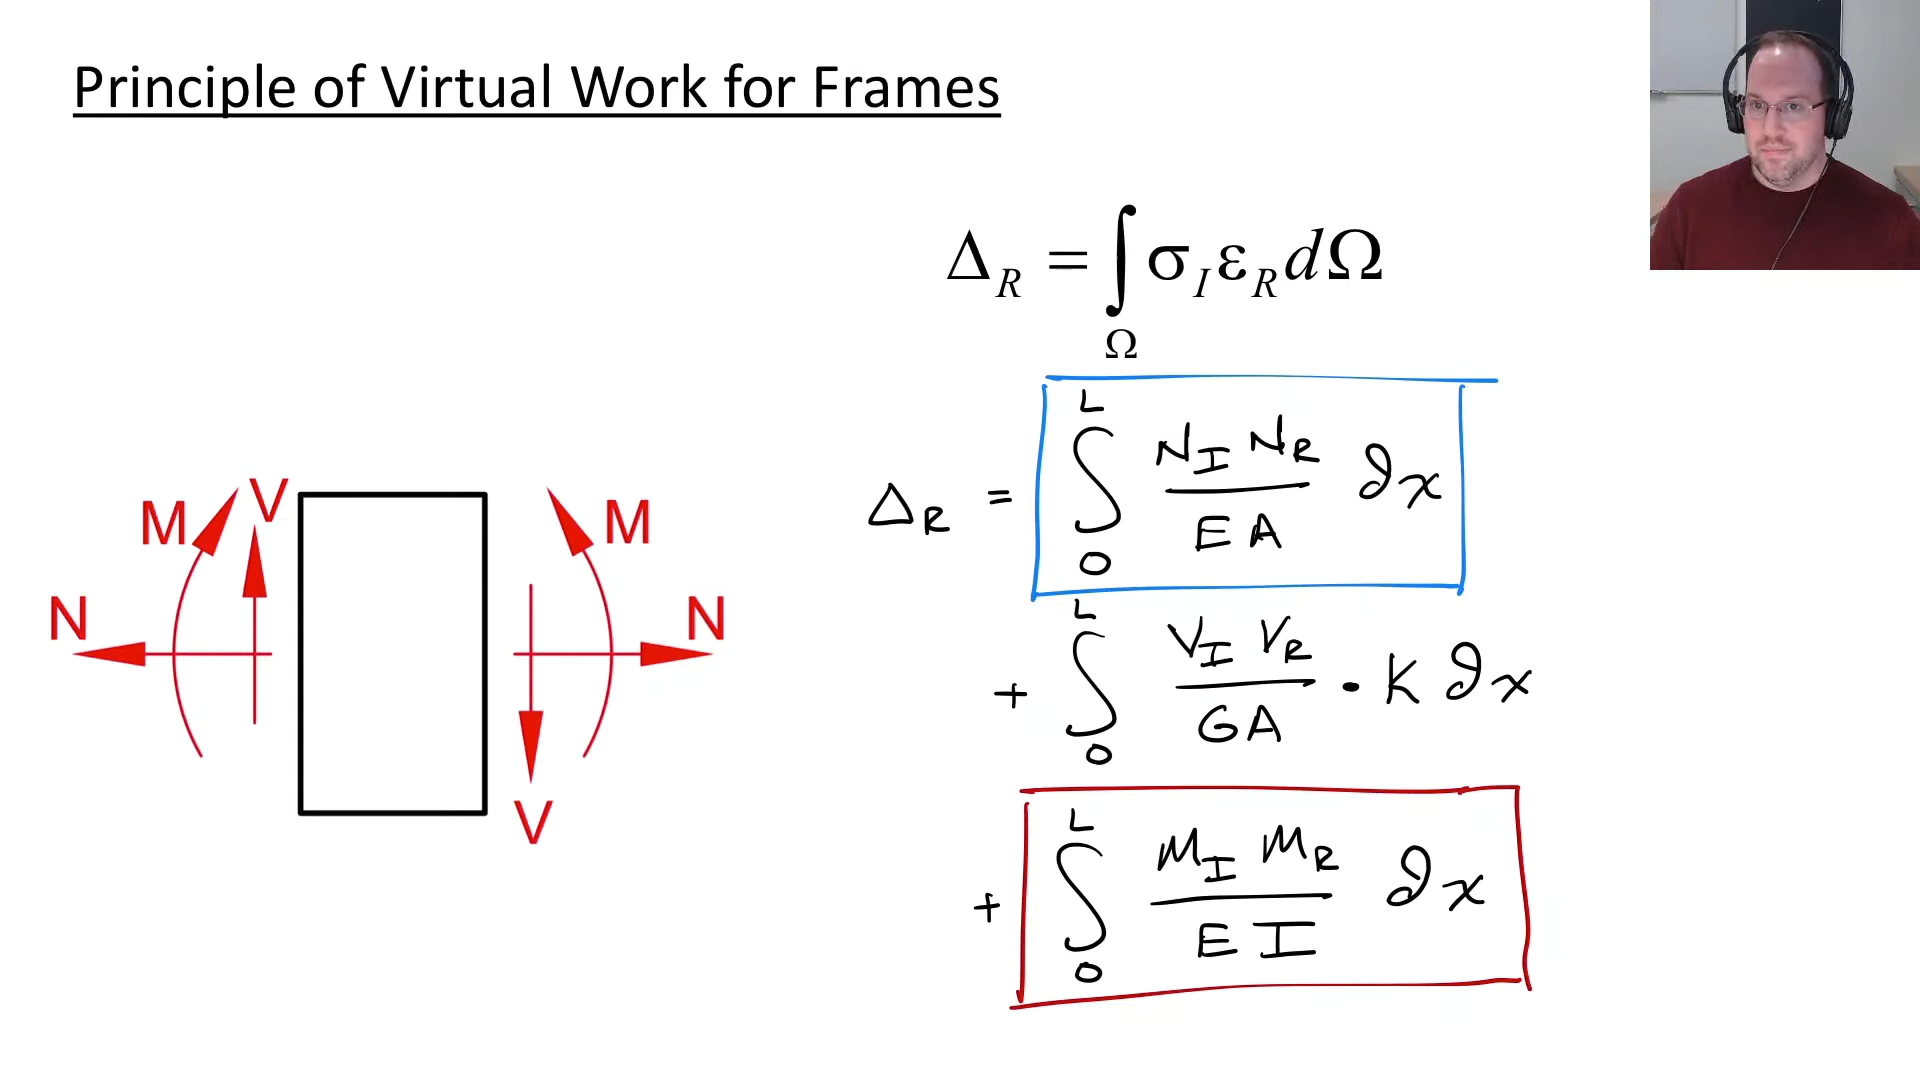 Principle of Virtual Work for Frames
Δ_R = ∫_Ω σ_I ε_R dΩ
Δ_R = ∫_0^L N_I N_R / EA ∂x
+ ∫_0^L V_I V_R / GA · K ∂x
+ ∫_0^L M_I M_R / EI ∂x
M V M
N N
V